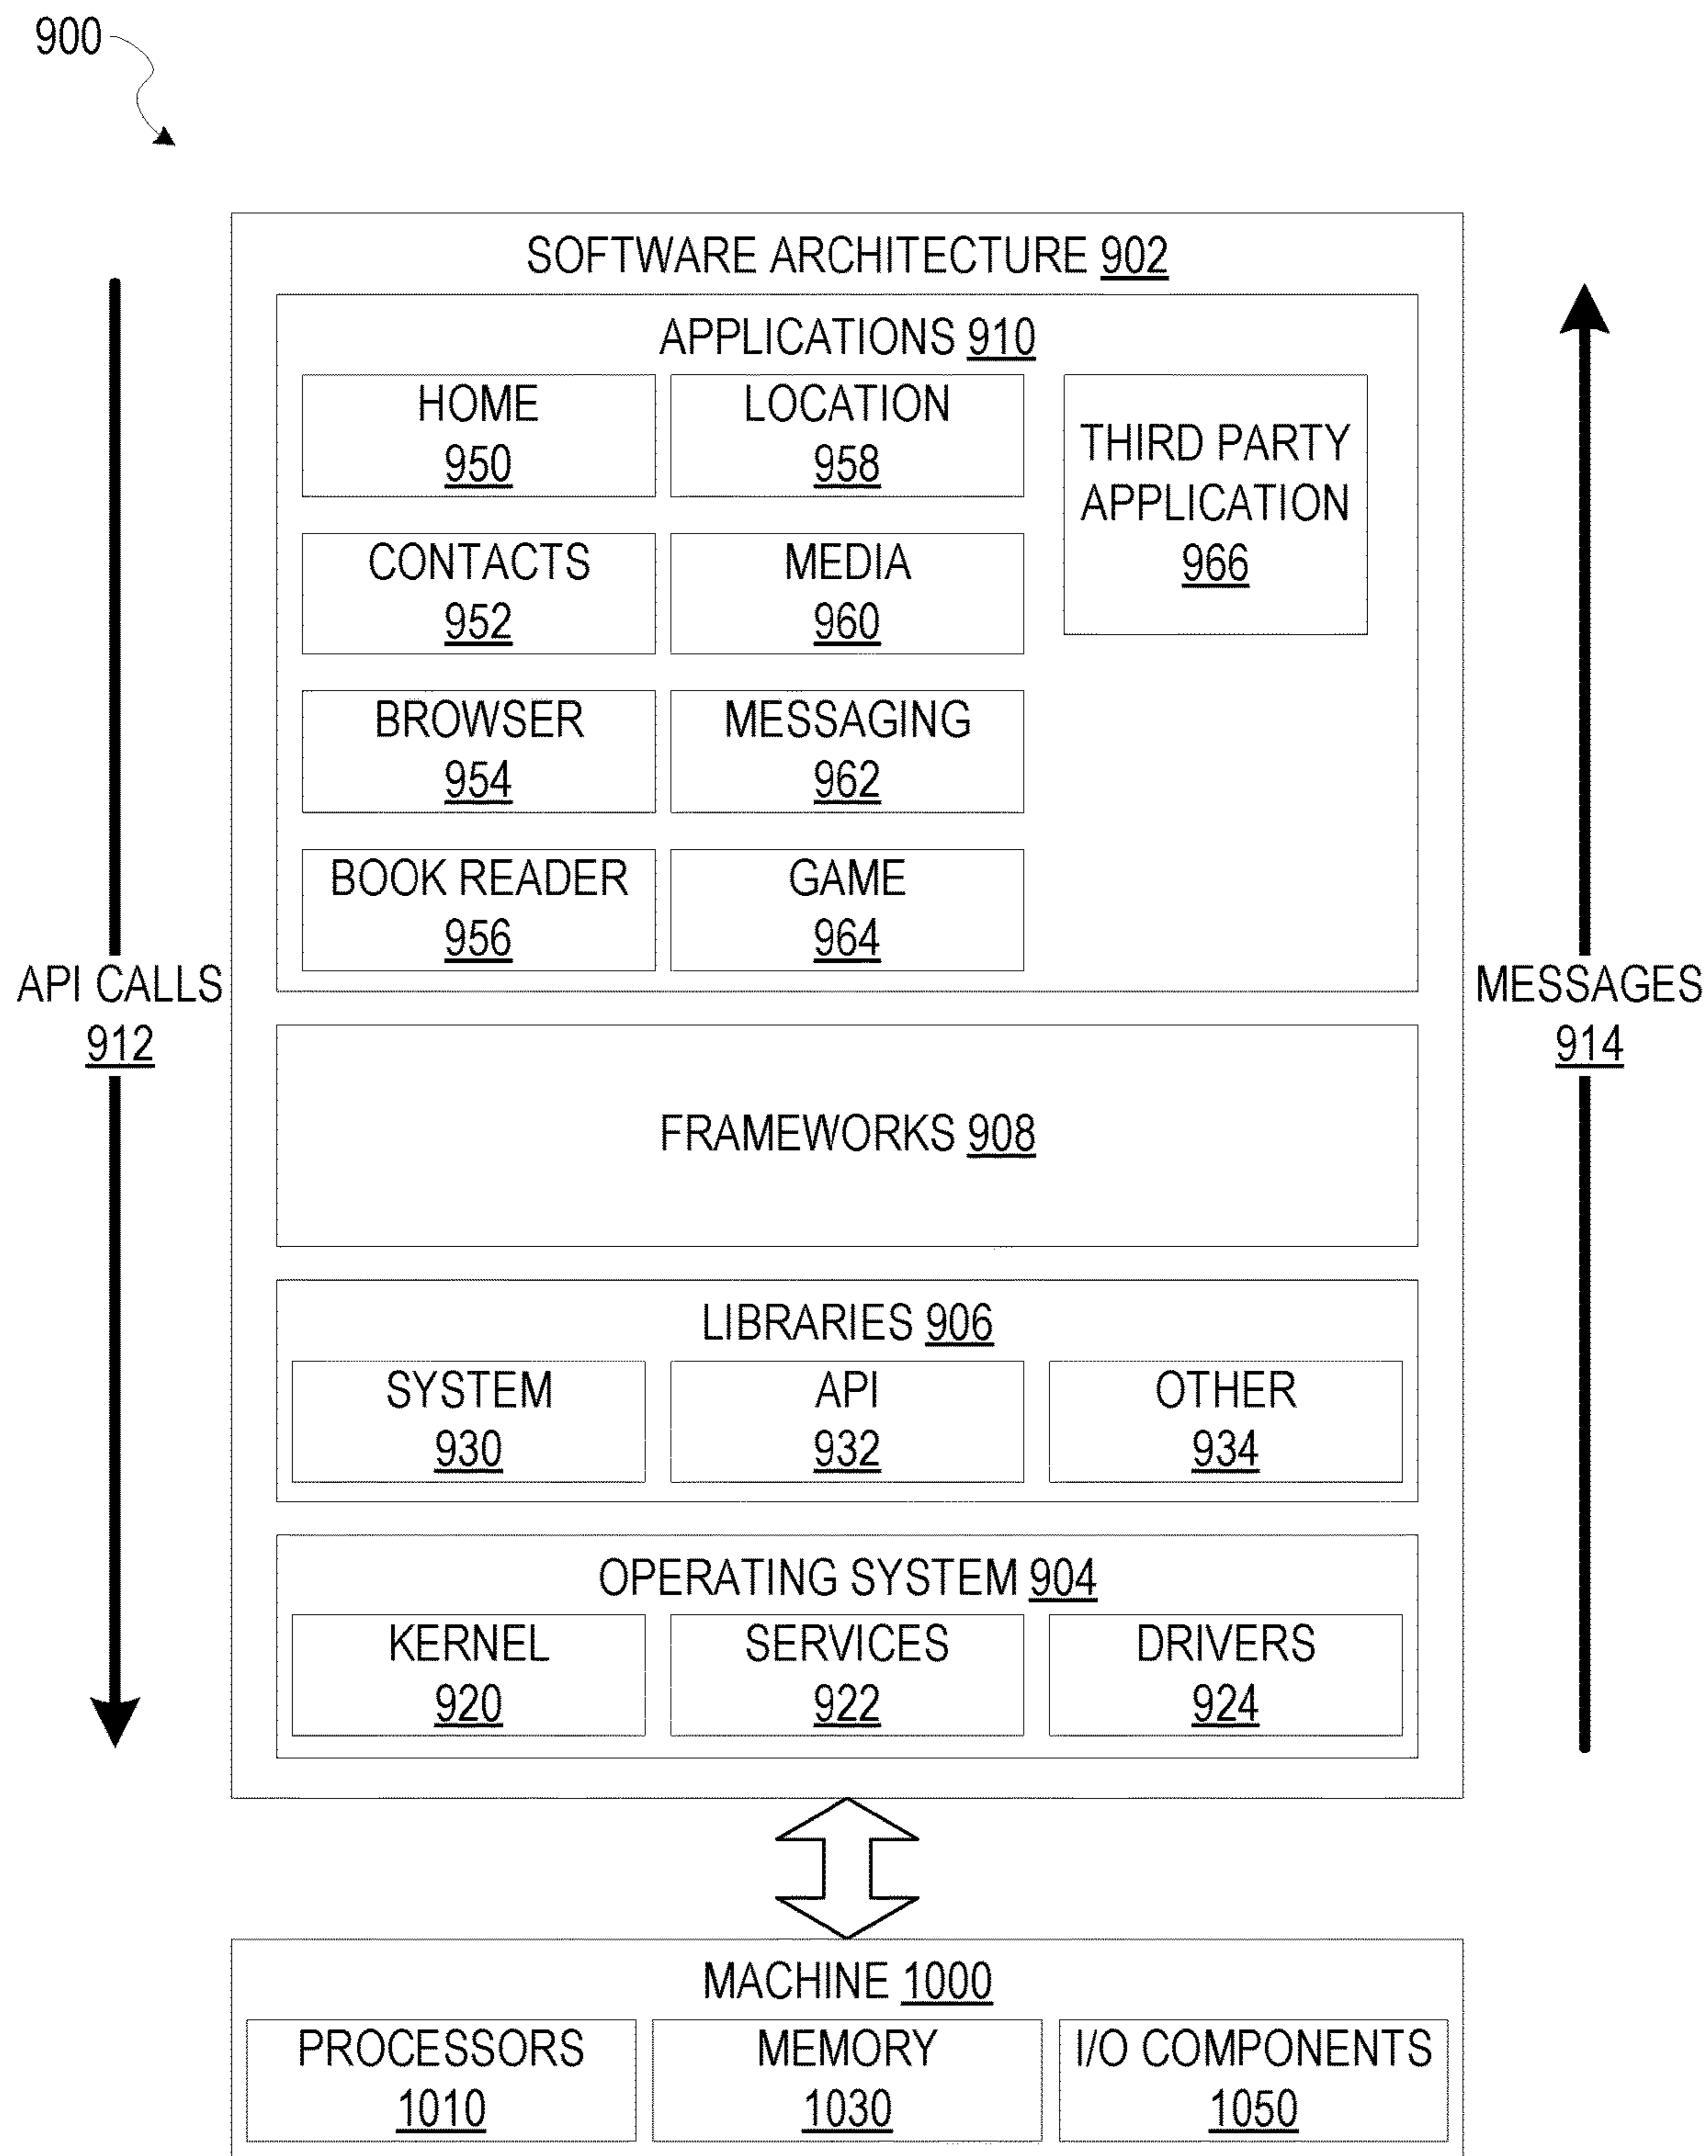 900
SOFTWARE ARCHITECTURE 902
APPLICATIONS 910
HOME
950
LOCATION
958
THIRD PARTY
APPLICATION
966
CONTACTS
952
MEDIA
960
BROWSER
954
MESSAGING
962
BOOK READER
956
GAME
964
API CALLS
912
MESSAGES
914
FRAMEWORKS 908
LIBRARIES 906
SYSTEM
930
API
932
OTHER
934
OPERATING SYSTEM 904
KERNEL
920
SERVICES
922
DRIVERS
924
MACHINE 1000
PROCESSORS
1010
MEMORY
1030
I/O COMPONENTS
1050